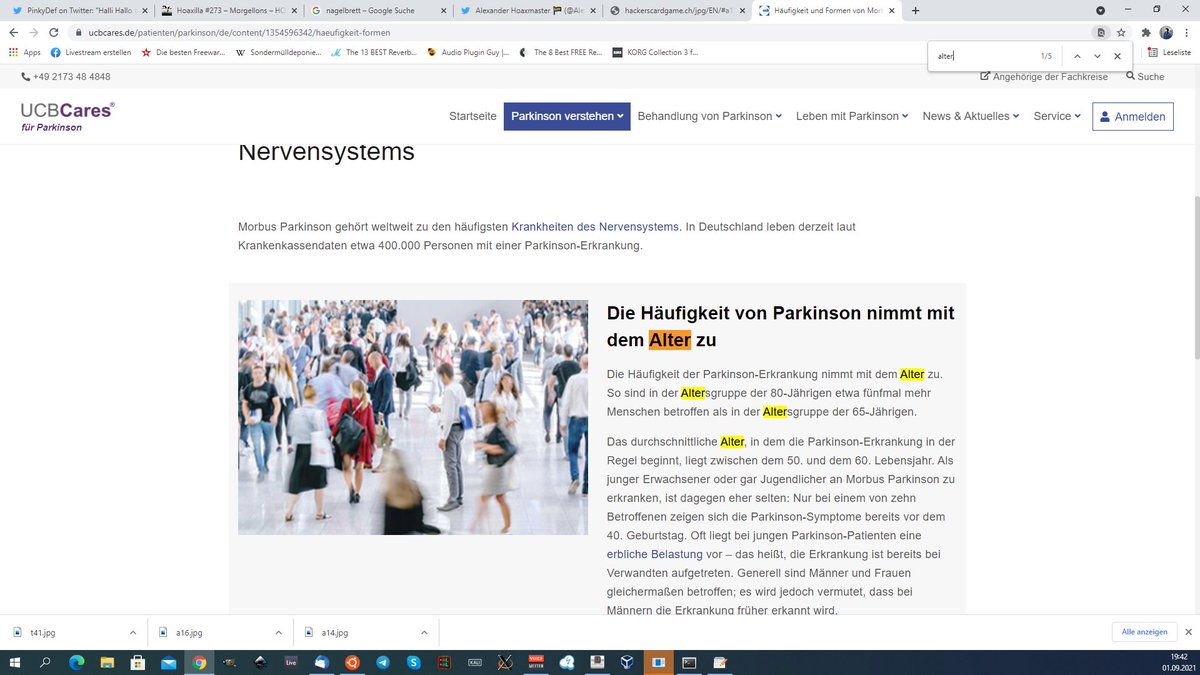 PinkyDef on Twitter: "Halli Hallo
Hoaxilla #273 – Morgellons – HO
nagelbrett – Google Suche
Alexander Hoaxmaster
hackerscardgame.ch/jpg/EN/#a1
Häufigkeit und Formen von Mor
ucbcares.de/patienten/parkinson/de/content/1354596342/haeufigkeit-formen
Apps
Livestream erstellen
Die besten Freewar...
Sondermülldeponie...
The 13 BEST Reverb...
Audio Plugin Guy |...
The 8 Best FREE Re...
KORG Collection 3 f...
Leseliste
alter
1/5
+49 2173 48 4848
Angehörige der Fachkreise
Suche
UCBCares®
für Parkinson
Startseite
Parkinson verstehen
Behandlung von Parkinson
Leben mit Parkinson
News & Aktuelles
Service
Anmelden
Nervensystems
Morbus Parkinson gehört weltweit zu den häufigsten Krankheiten des Nervensystems. In Deutschland leben derzeit laut
Krankenkassendaten etwa 400.000 Personen mit einer Parkinson-Erkrankung.
Die Häufigkeit von Parkinson nimmt mit
dem Alter zu
Die Häufigkeit der Parkinson-Erkrankung nimmt mit dem Alter zu.
So sind in der Altersgruppe der 80-Jährigen etwa fünfmal mehr
Menschen betroffen als in der Altersgruppe der 65-Jährigen.
Das durchschnittliche Alter, in dem die Parkinson-Erkrankung in der
Regel beginnt, liegt zwischen dem 50. und dem 60. Lebensjahr. Als
junger Erwachsener oder gar Jugendlicher an Morbus Parkinson zu
erkranken, ist dagegen eher selten: Nur bei einem von zehn
Betroffenen zeigen sich die Parkinson-Symptome bereits vor dem
40. Geburtstag. Oft liegt bei jungen Parkinson-Patienten eine
erbliche Belastung vor – das heißt, die Erkrankung ist bereits bei
Verwandten aufgetreten. Generell sind Männer und Frauen
gleichermaßen betroffen; es wird jedoch vermutet, dass bei
Männern die Erkrankung früher erkannt wird.
t41.jpg
a16.jpg
a14.jpg
Alle anzeigen
Live
19:42
01.09.2021